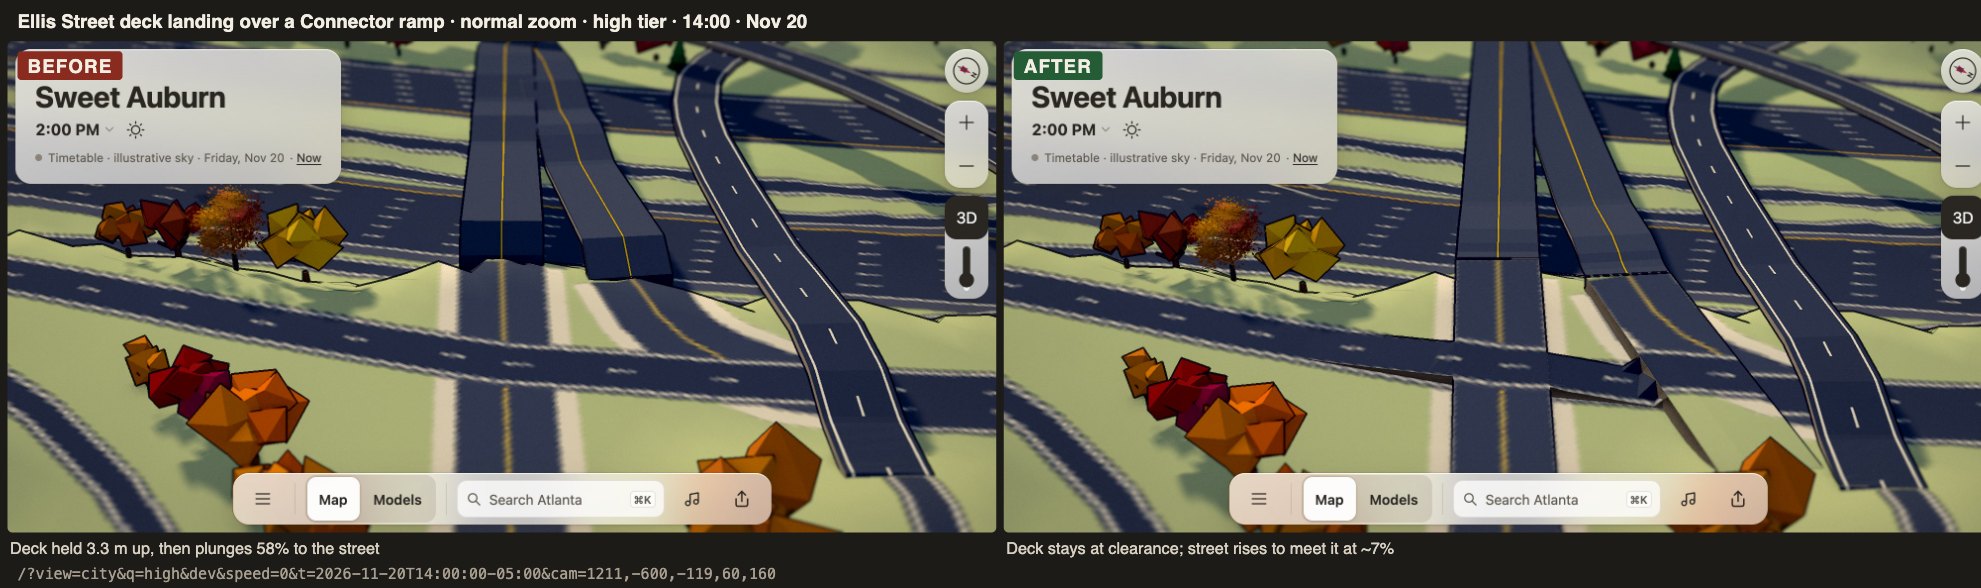 Ellis Street deck landing over a Connector ramp · normal zoom · high tier · 14:00 · Nov 20
BEFORE
Sweet Auburn
2:00 PM
Timetable · illustrative sky · Friday, Nov 20 · Now
+
−
3D
Map Models Search Atlanta ⌘K
Deck held 3.3 m up, then plunges 58% to the street
AFTER
Sweet Auburn
2:00 PM
Timetable · illustrative sky · Friday, Nov 20 · Now
+
−
3D
Map Models Search Atlanta ⌘K
Deck stays at clearance; street rises to meet it at ~7%
/?view=city&q=high&dev&speed=0&t=2026-11-20T14:00:00-05:00&cam=1211,-600,-119,60,160